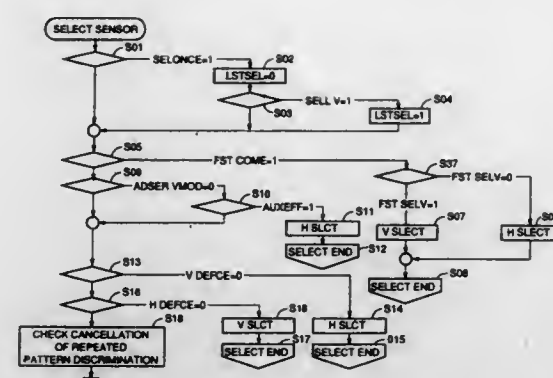 SELECT SENSOR
S01
SELONCE=1
S02
LSTSEL=0
S03
SELL V=1
S04
LSTSEL=1
S05
FST COME=1
S37
FST SELV=0
FST SELV=1
S07
V SLECT
H SLECT
SELECT END
S08
S09
ADSER VMOD=0
S10
AUXEFF=1
S11
H SLCT
SELECT END
S12
S13
V DEFCE=0
S14
H SLCT
SELECT END
S16
H DEFCE=0
V SLCT
SELECT END
S17
S18
CHECK CANCELLATION
OF REPEATED
PATTERN DISCRIMINATION